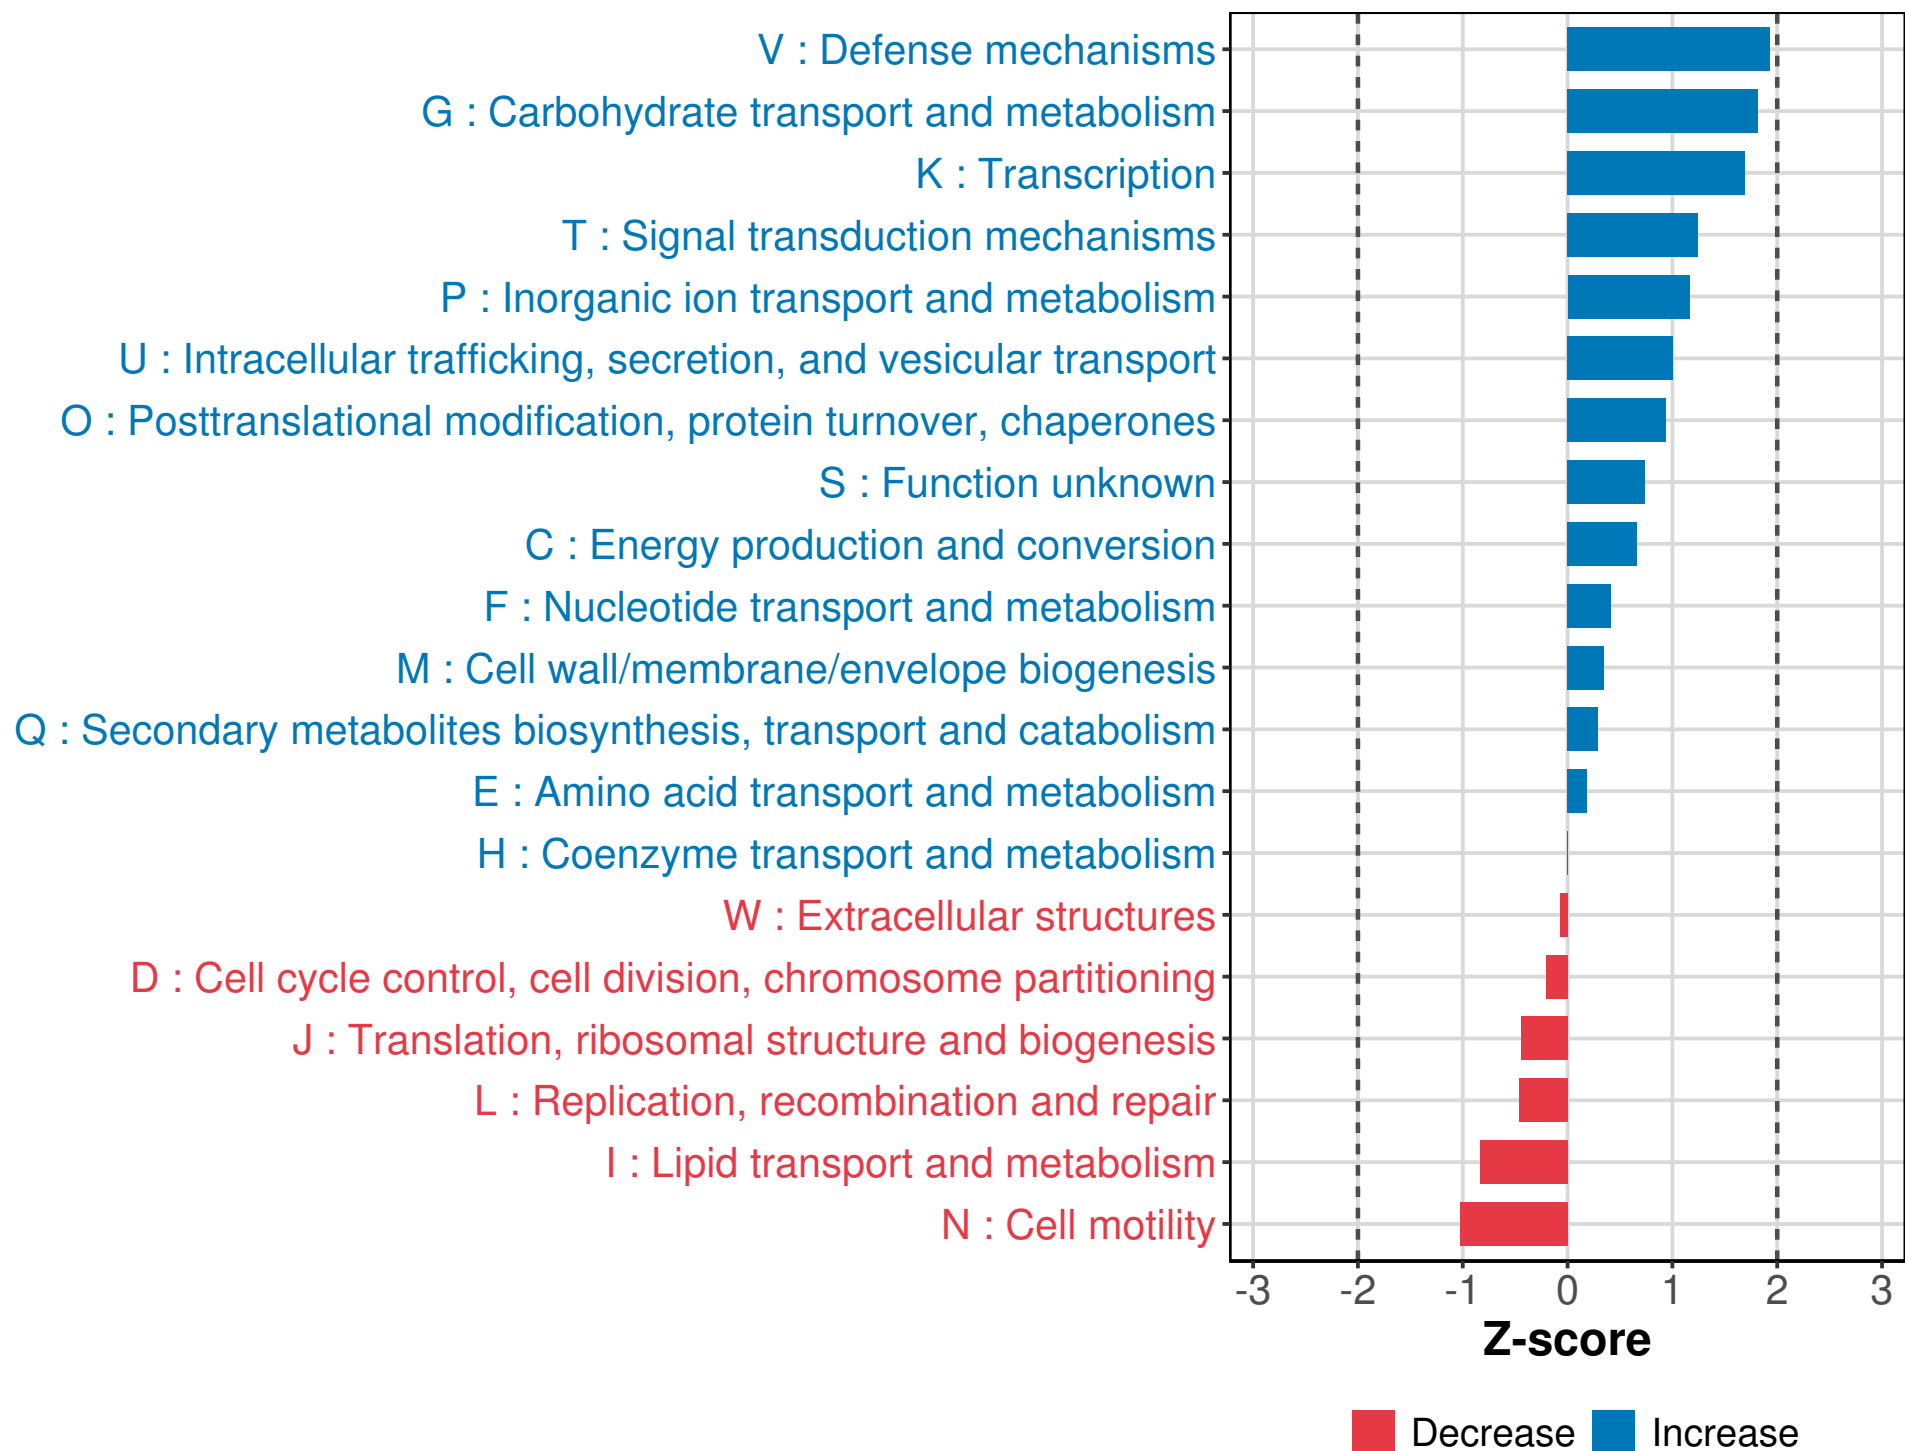 V : Defense mechanisms
G : Carbohydrate transport and metabolism
K : Transcription
T : Signal transduction mechanisms
P : Inorganic ion transport and metabolism
U : Intracellular trafficking, secretion, and vesicular transport
O : Posttranslational modification, protein turnover, chaperones
S : Function unknown
C : Energy production and conversion
F : Nucleotide transport and metabolism
M : Cell wall/membrane/envelope biogenesis
Q : Secondary metabolites biosynthesis, transport and catabolism
E : Amino acid transport and metabolism
H : Coenzyme transport and metabolism
W : Extracellular structures
D : Cell cycle control, cell division, chromosome partitioning
J : Translation, ribosomal structure and biogenesis
L : Replication, recombination and repair
I : Lipid transport and metabolism
N : Cell motility
-3 -2 -1 0 1 2 3
Z-score
Decrease Increase